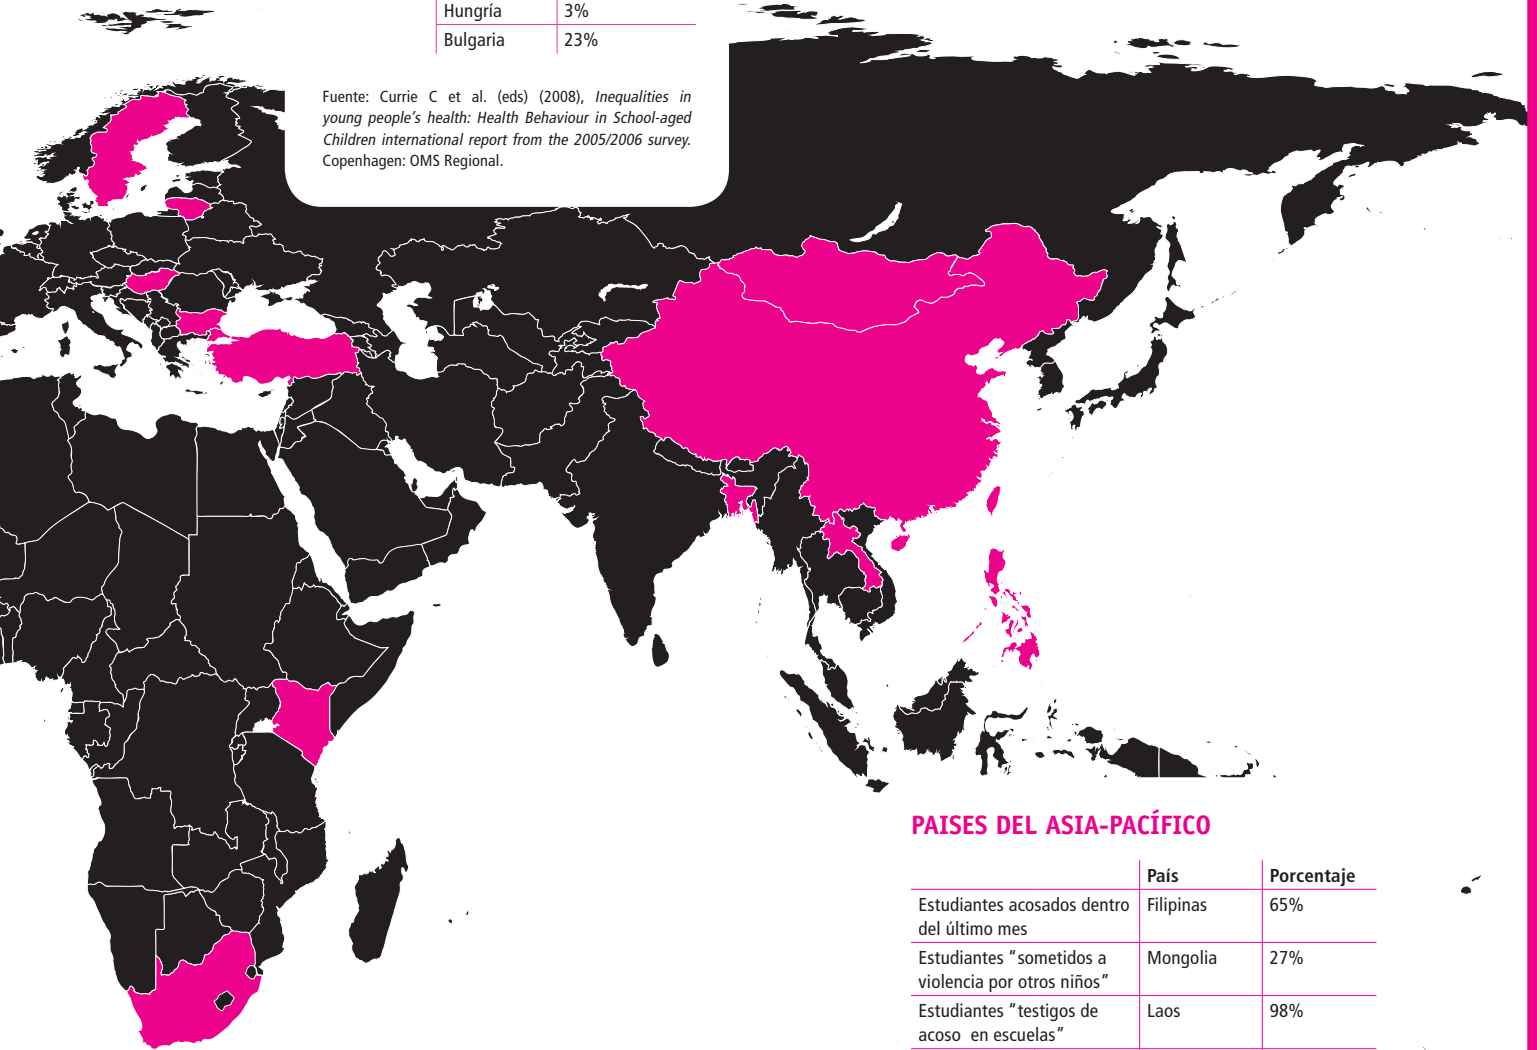 Hungría 3%
Bulgaria 23%
Fuente: Currie C et al. (eds) (2008), Inequalities in
young people’s health: Health Behaviour in School-aged
Children international report from the 2005/2006 survey.
Copenhagen: OMS Regional.
PAISES DEL ASIA-PACÍFICO
País Porcentaje
Estudiantes acosados dentro Filipinas 65%
del último mes
Estudiantes “sometidos a Mongolia 27%
violencia por otros niños”
Estudiantes “testigos de Laos 98%
acoso en escuelas”